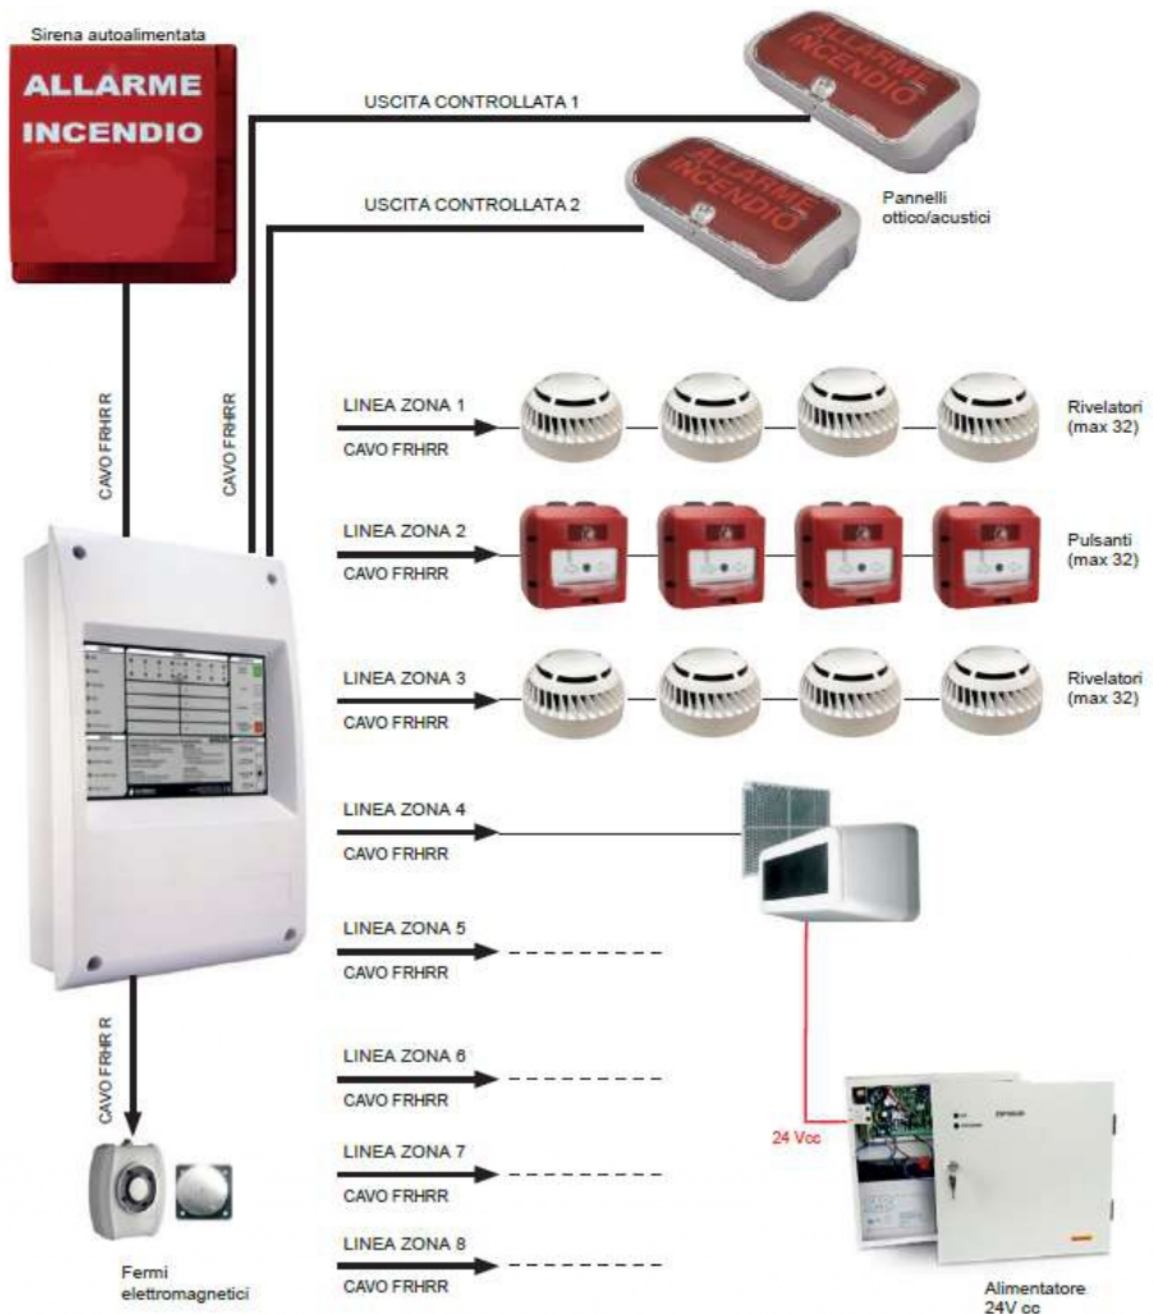 Sirena autoalimentata
ALLARME
INCENDIO
USCITA CONTROLLATA 1
ALLARME
INCENDIO
USCITA CONTROLLATA 2
ALLARME
INCENDIO
Pannelli
ottico/acustici
CAVO FRHRR
CAVO FRHRR
LINEA ZONA 1
CAVO FRHRR
Rivelatori
(max 32)
LINEA ZONA 2
CAVO FRHRR
Pulsanti
(max 32)
LINEA ZONA 3
CAVO FRHRR
Rivelatori
(max 32)
LINEA ZONA 4
CAVO FRHRR
LINEA ZONA 5
CAVO FRHRR
CAVO FRHR R
LINEA ZONA 6
CAVO FRHRR
24 Vcc
LINEA ZONA 7
CAVO FRHRR
LINEA ZONA 8
CAVO FRHRR
Fermi
elettromagnetici
Alimentatore
24V cc